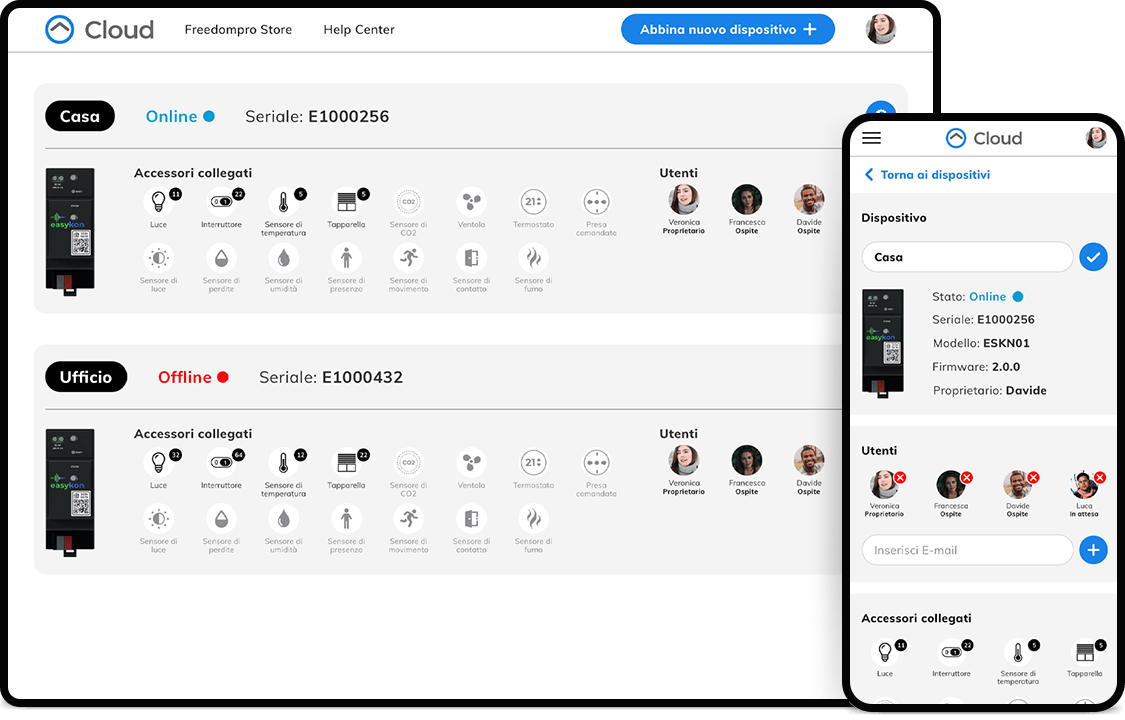 Cloud Freedompro Store Help Center Abbina nuovo dispositivo +
Casa Online Seriale: E1000256
Accessori collegati Utenti
11 22 5 5 CO2 21
Luce Interruttore Sensore di temperatura Tapparella Sensore di CO2 Ventola Termostato Presa comandata
Veronica Proprietario Francesco Ospite Davide Ospite
easykon
Sensore di luce Sensore di perdite Sensore di umidità Sensore di presenza Sensore di movimento Sensore di contatto Sensore di fumo
Ufficio Offline Seriale: E1000432
Accessori collegati Utenti
32 64 12 22 CO2 21
Luce Interruttore Sensore di temperatura Tapparella Sensore di CO2 Ventola Termostato Presa comandata
Veronica Proprietario Francesco Ospite Davide Ospite
easykon
Sensore di luce Sensore di perdite Sensore di umidità Sensore di presenza Sensore di movimento Sensore di contatto Sensore di fumo
Cloud
Torna ai dispositivi
Dispositivo
Casa
easykon
Stato: Online
Seriale: E1000256
Modello: ESKN01
Firmware: 2.0.0
Proprietario: Davide
Utenti
Veronica Francesca Davide Luca
Proprietario Ospite Ospite In attesa
Inserisci E-mail
Accessori collegati
11 22 5 5
Luce Interruttore Sensore di temperatura Tapparella